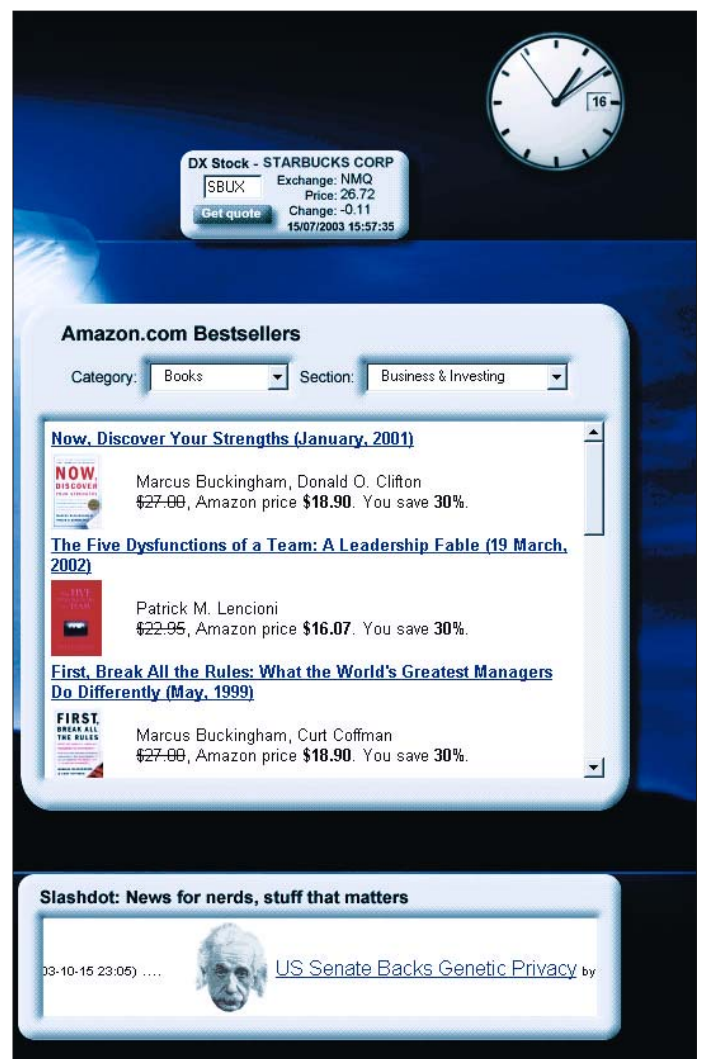 16
DX Stock - STARBUCKS CORP
SBUX
Exchange: NMQ
Price: 26.72
Get quote
Change: -0.11
15/07/2003 15:57:35
Amazon.com Bestsellers
Category: Books Section: Business & Investing
Now, Discover Your Strengths (January, 2001)
NOW,
DISCOVER
YOUR STRENGTHS
Marcus Buckingham, Donald O. Clifton
$27.00, Amazon price $18.90. You save 30%.
The Five Dysfunctions of a Team: A Leadership Fable (19 March,
2002)
Patrick M. Lencioni
$22.95, Amazon price $16.07. You save 30%.
First, Break All the Rules: What the World's Greatest Managers
Do Differently (May, 1999)
FIRST,
BREAK ALL
THE RULES
Marcus Buckingham, Curt Coffman
$27.00, Amazon price $18.90. You save 30%.
Slashdot: News for nerds, stuff that matters
03-10-15 23:05) .... US Senate Backs Genetic Privacy by